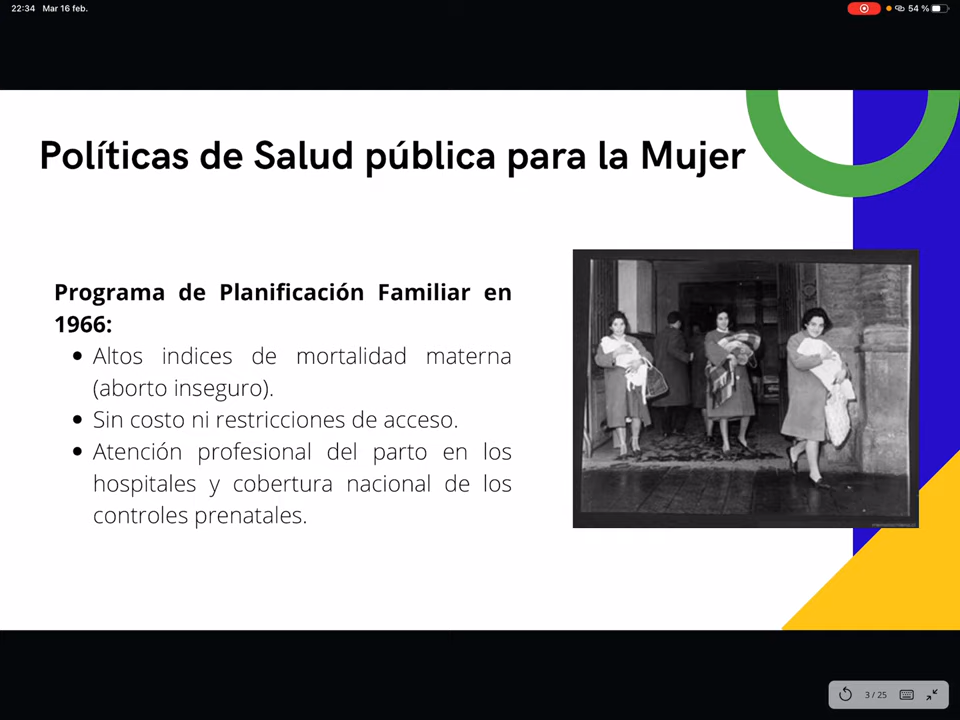 22:34 Mar 16 feb.
54 %
Políticas de Salud pública para la Mujer
Programa de Planificación Familiar en
1966:
Altos indices de mortalidad materna
(aborto inseguro).
Sin costo ni restricciones de acceso.
Atención profesional del parto en los
hospitales y cobertura nacional de los
controles prenatales.
3 / 25